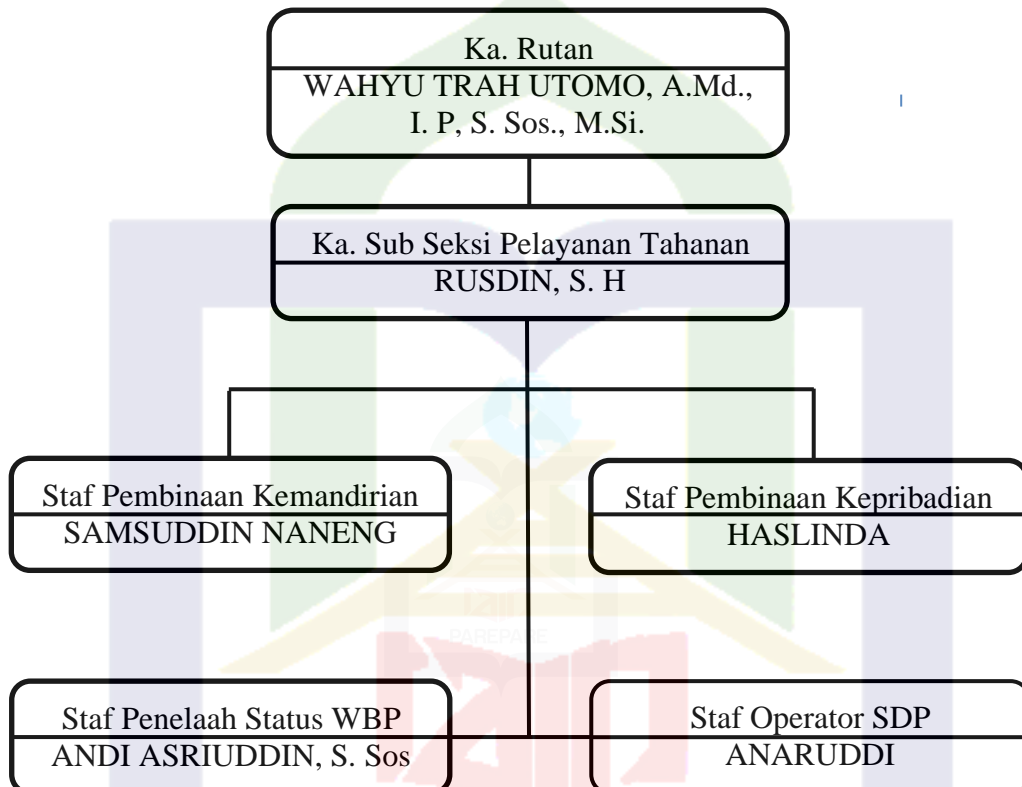 Ka. Rutan
WAHYU TRAH UTOMO, A.Md.,
I. P, S. Sos., M.Si.
Ka. Sub Seksi Pelayanan Tahanan
RUSDIN, S. H
Staf Pembinaan Kemandirian
SAMSUDDIN NANENG
Staf Pembinaan Kepribadian
HASLINDA
PAREPARE
Staf Penelaah Status WBP
ANDI ASRIUDDIN, S. Sos
Staf Operator SDP
ANARUDDI